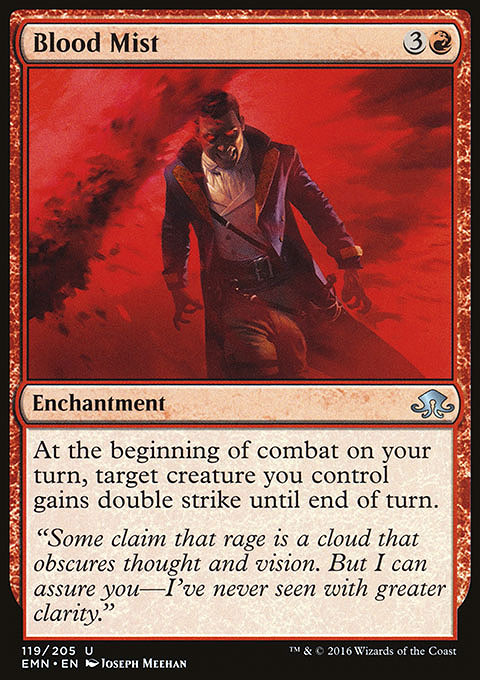 Blood Mist 3
Enchantment
At the beginning of combat on your
turn, target creature you control
gains double strike until end of turn.
“Some claim that rage is a cloud that
obscures thought and vision. But I can
assure you—I’ve never seen with greater
clarity.”
119/205 U
EMN • EN Joseph Meehan
™ & © 2016 Wizards of the Coast